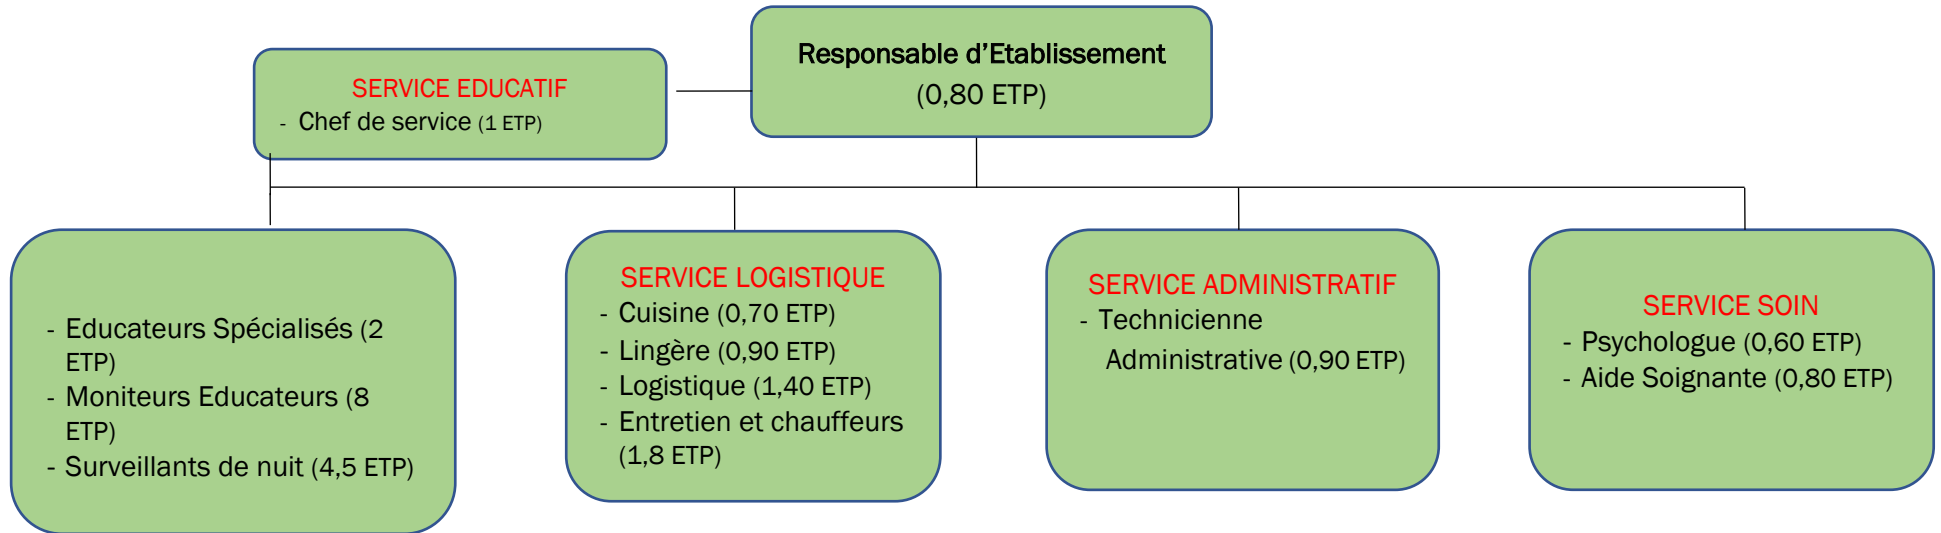 Responsable d’Etablissement
(0,80 ETP)
SERVICE EDUCATIF
- Chef de service (1 ETP)
- Educateurs Spécialisés (2
ETP)
- Moniteurs Educateurs (8
ETP)
- Surveillants de nuit (4,5 ETP)
SERVICE LOGISTIQUE
- Cuisine (0,70 ETP)
- Lingère (0,90 ETP)
- Logistique (1,40 ETP)
- Entretien et chauffeurs
(1,8 ETP)
SERVICE ADMINISTRATIF
- Technicienne
Administrative (0,90 ETP)
SERVICE SOIN
- Psychologue (0,60 ETP)
- Aide Soignante (0,80 ETP)